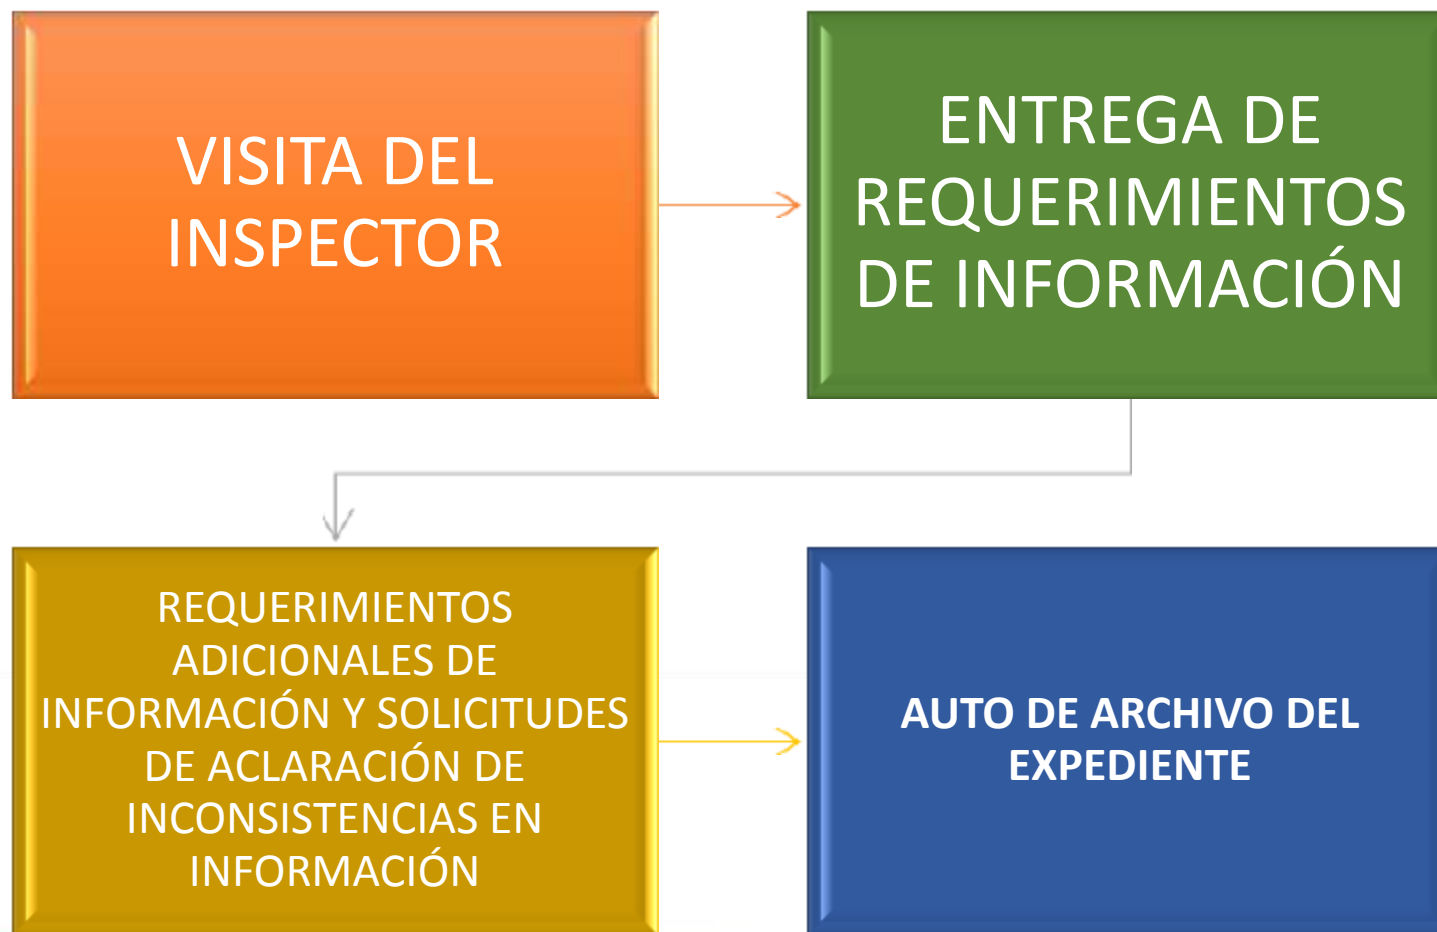 VISITA DEL
INSPECTOR
ENTREGA DE
REQUERIMIENTOS
DE INFORMACIÓN
REQUERIMIENTOS
ADICIONALES DE
INFORMACIÓN Y SOLICITUDES
DE ACLARACIÓN DE
INCONSISTENCIAS EN
INFORMACIÓN
AUTO DE ARCHIVO DEL
EXPEDIENTE